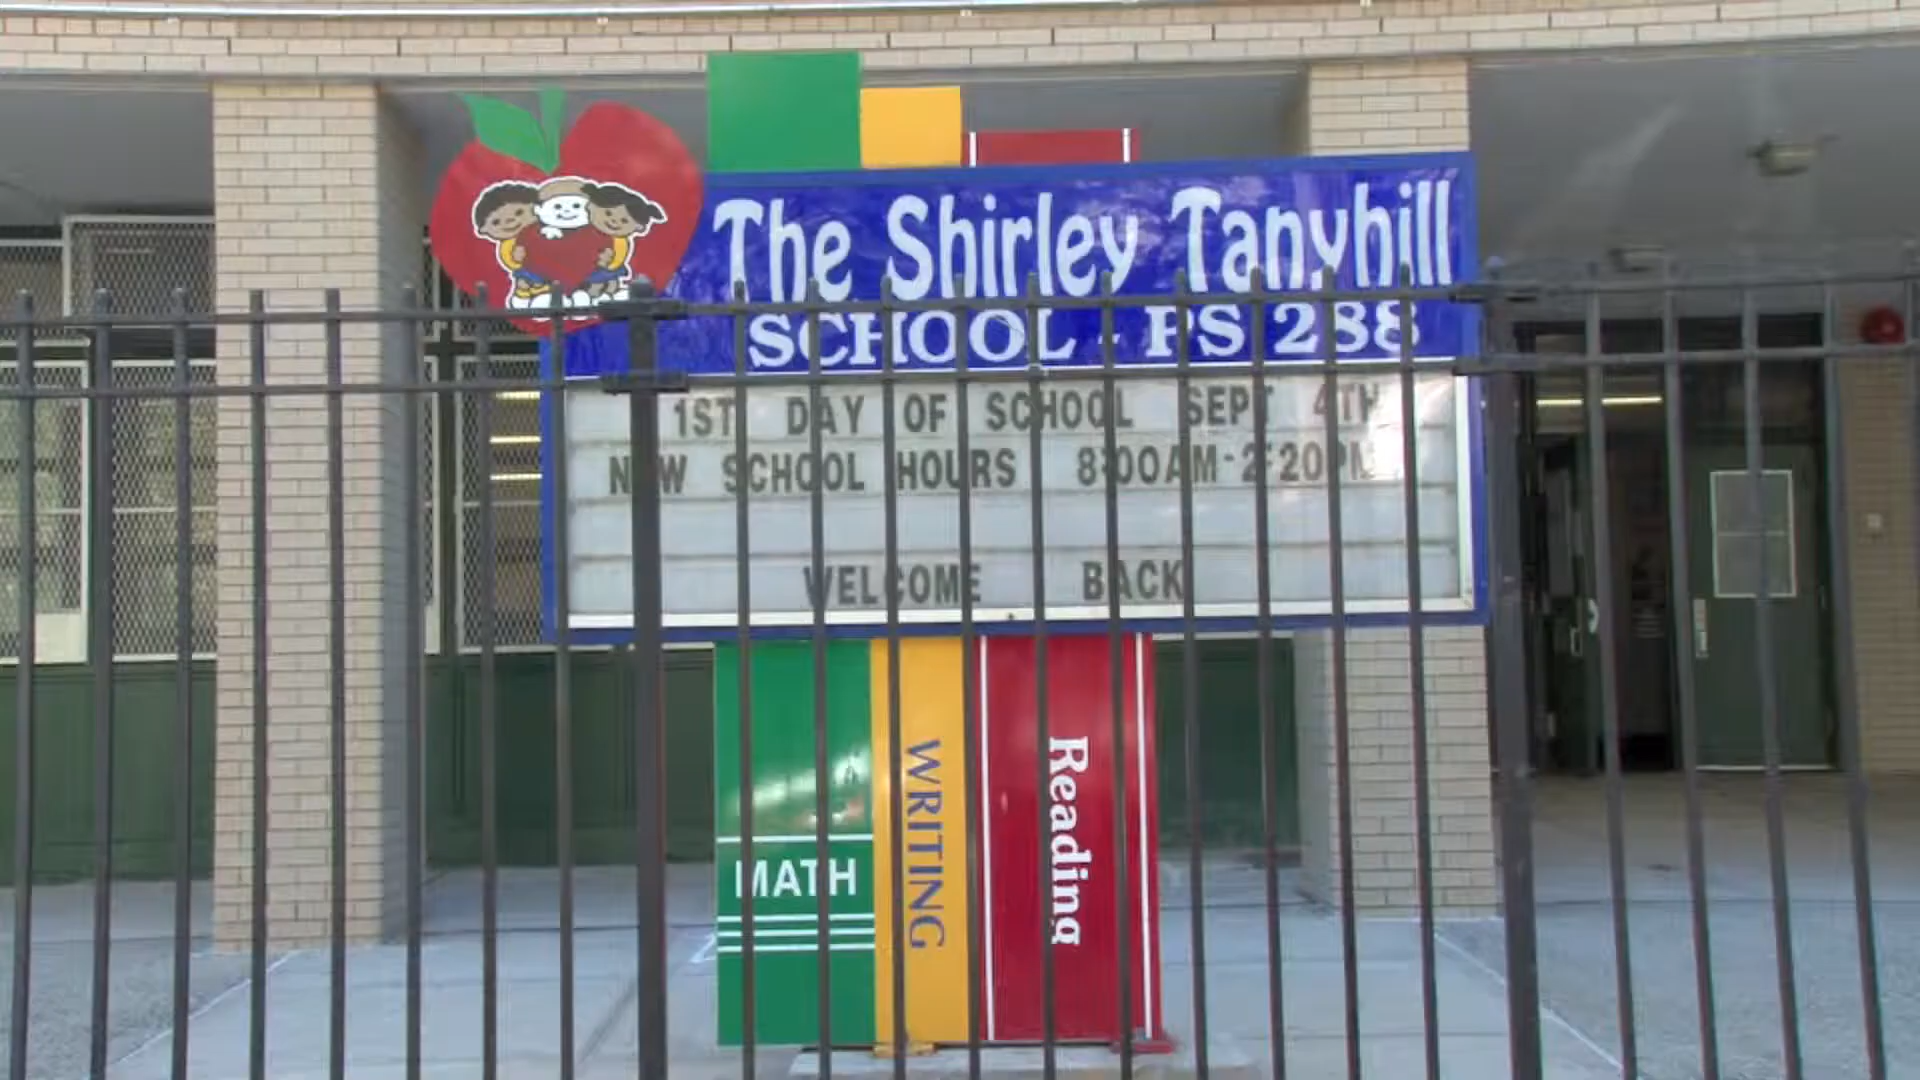 The Shirley Tanyhill
SCHOOL - PS 288
1ST DAY OF SCHOOL SEPT 4TH
NEW SCHOOL HOURS 8:00AM-2:20PM
WELCOME BACK
MATH
WRITING
Reading